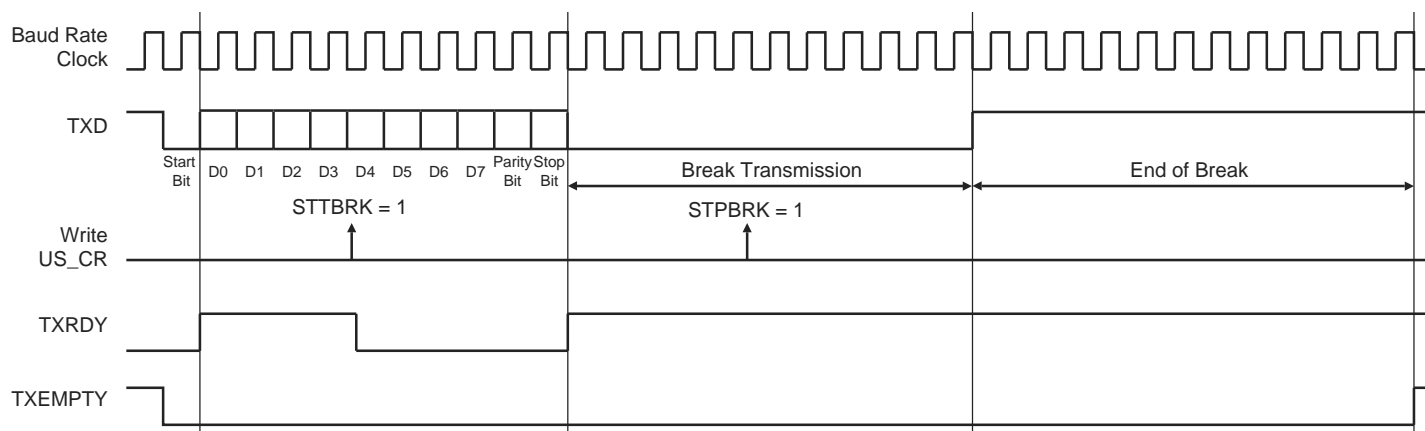 Baud Rate
Clock
TXD
Start
Bit
D0
D1
D2
D3
D4
D5
D6
D7
Parity
Bit
Stop
Bit
Break Transmission
End of Break
STTBRK = 1
STPBRK = 1
Write
US_CR
TXRDY
TXEMPTY